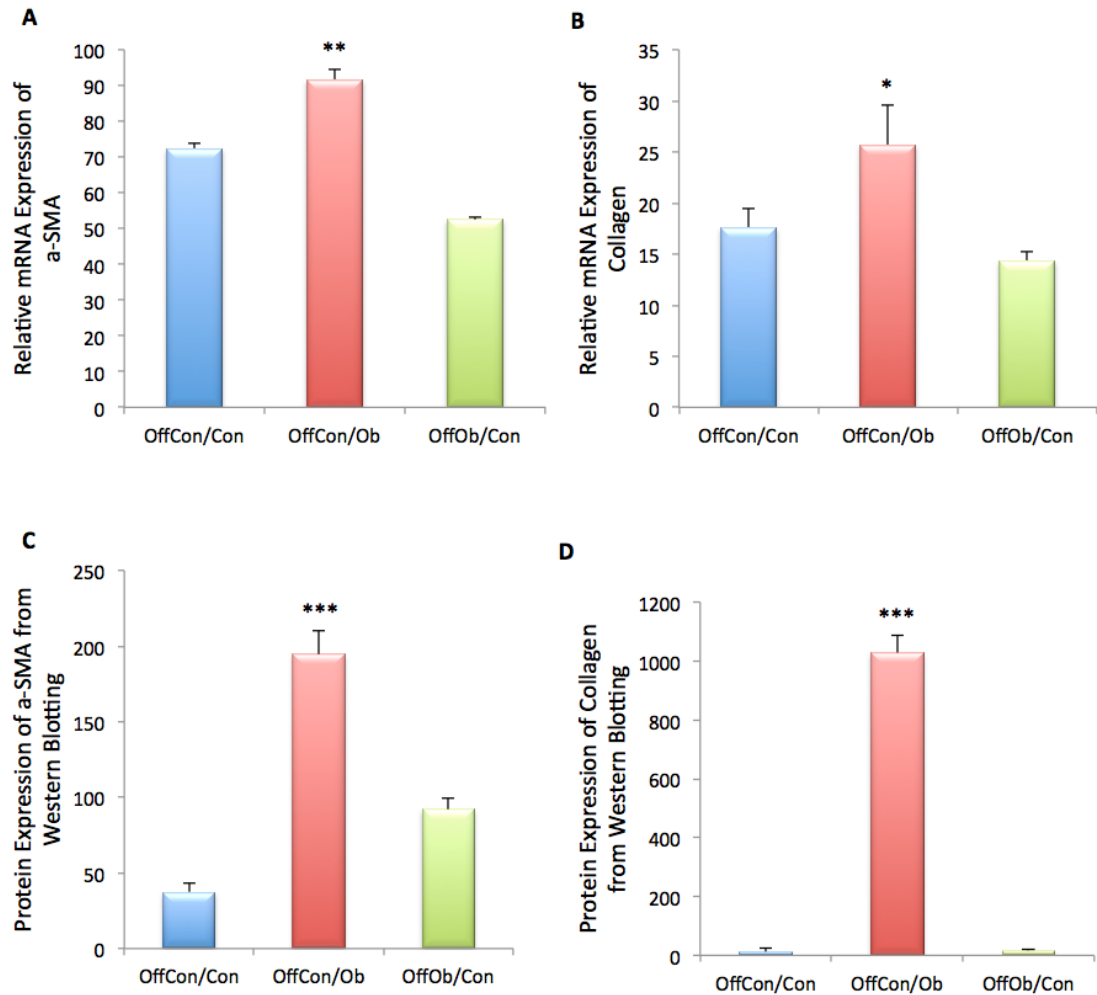 A
Relative mRNA Expression of
a-SMA
100
90
80
70
60
50
40
30
20
10
0
**
OffCon/Con OffCon/Ob OffOb/Con
B
Relative mRNA Expression of
Collagen
35
30
25
20
15
10
5
0
*
OffCon/Con OffCon/Ob OffOb/Con
C
Protein Expression of a-SMA from
Western Blotting
250
200
150
100
50
0
***
OffCon/Con OffCon/Ob OffOb/Con
D
Protein Expression of Collagen
from Western Blotting
1200
1000
800
600
400
200
0
***
OffCon/Con OffCon/Ob OffOb/Con